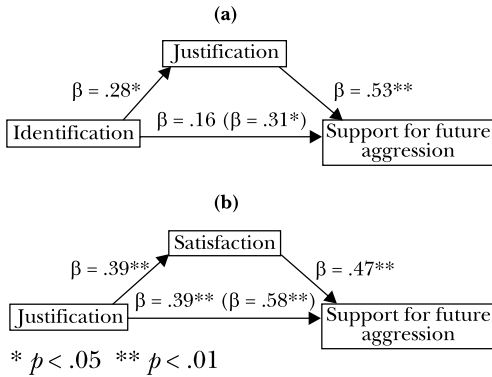 (a)
Justification
β = .28*
β = .53**
β = .16 (β = .31*)
Identification
Support for future
aggression
(b)
Satisfaction
β = .39**
β = .47**
β = .39** (β = .58**)
Justification
Support for future
aggression
* p < .05 ** p < .01